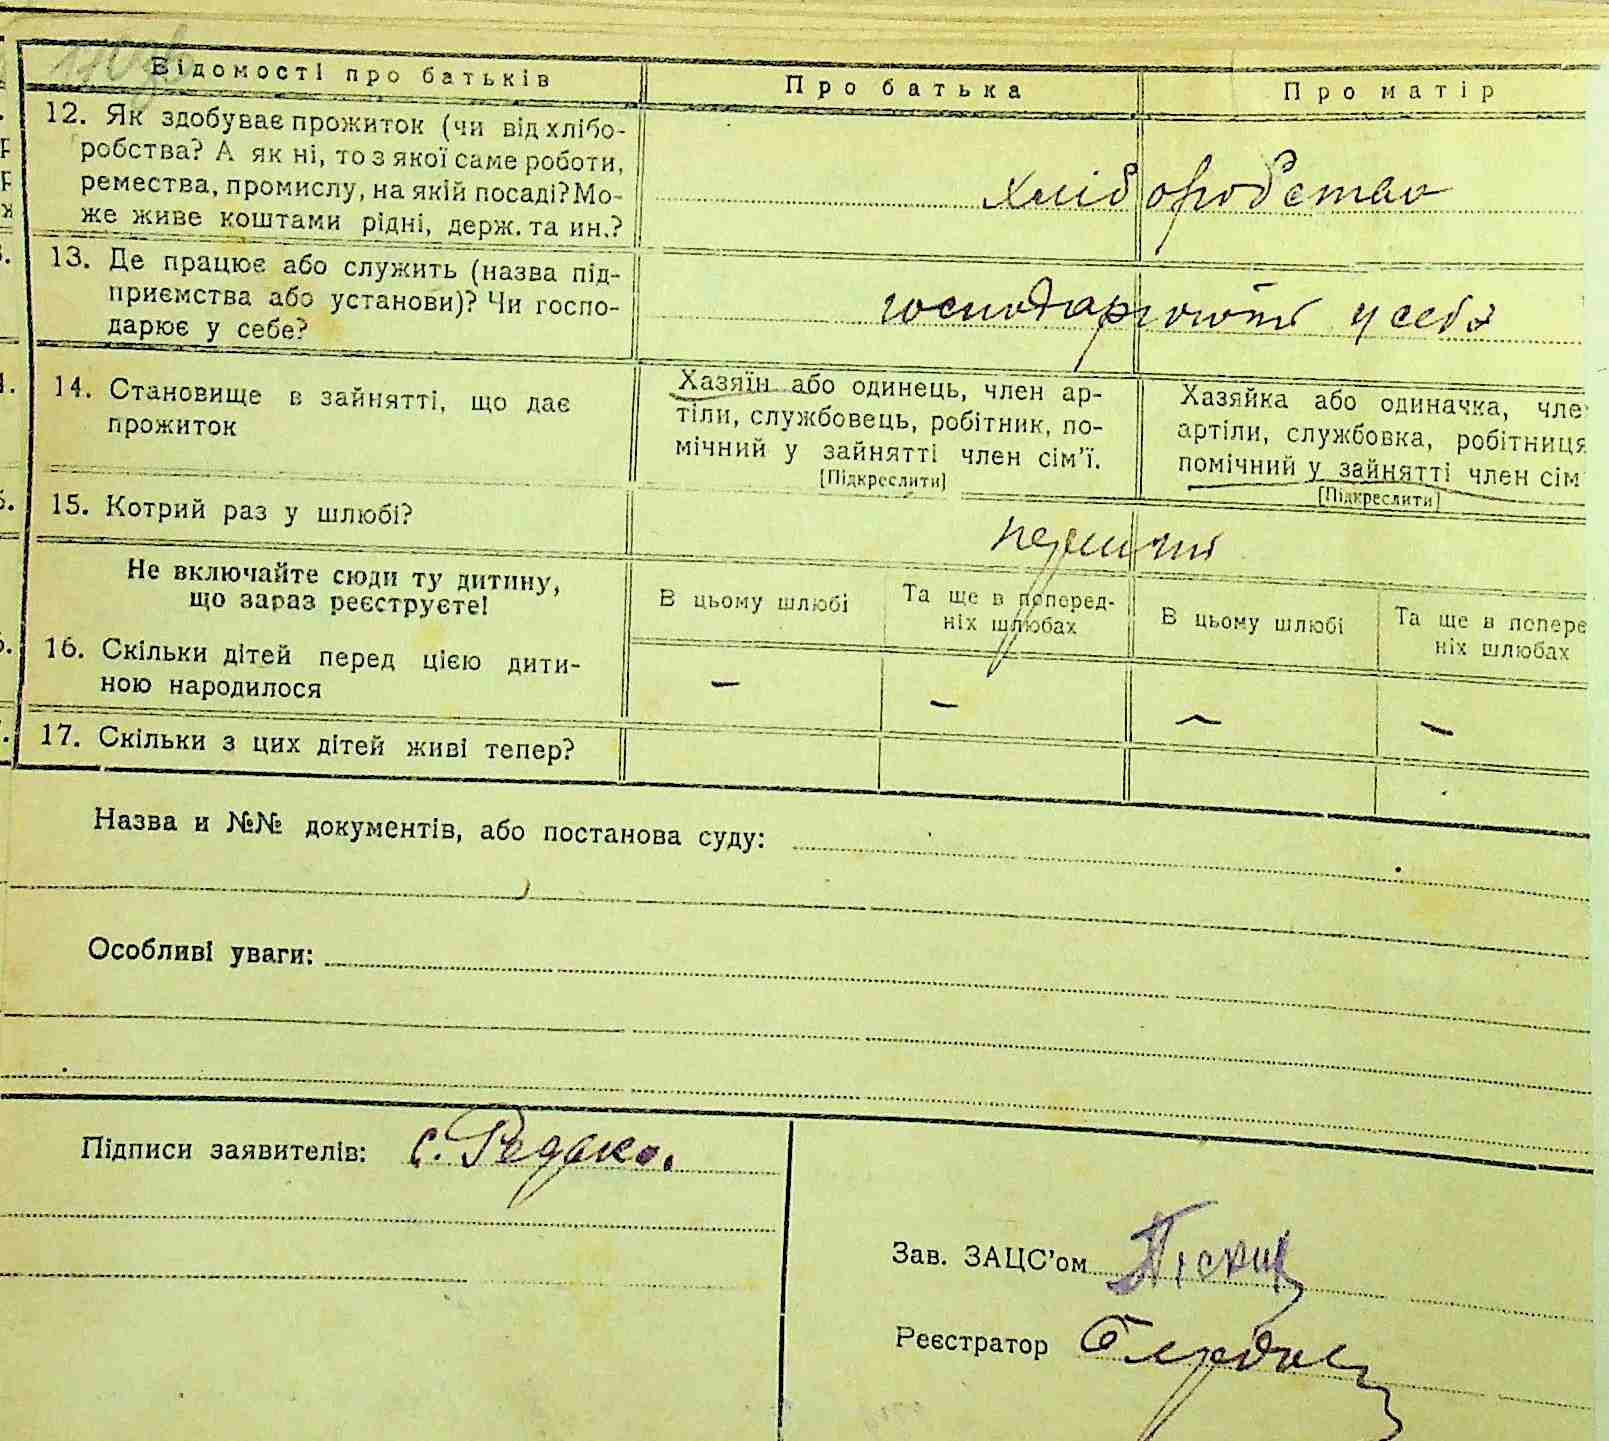 Відомості про батьків
Про батька
Про матір
12. Як здобуває прожиток (чи від хлібо-
робства? А як ні, то з якої саме роботи,
ремества, промислу, на якій посаді? Мо-
же живе коштами рідні, держ. та ин.?
хліборобство
13. Де працює або служить (назва під-
приємства або установи)? Чи госпо-
дарює у себе?
господарюють у себе
14. Становище в зайнятті, що дає
прожиток
Хазяїн або одинець, член ар-
тіли, службовець, робітник, по-
мічний у зайнятті член сім'ї.
[Підкреслити]
Хазяйка або одиначка, чле
артіли, службовка, робітниця
помічний у зайнятті член сім
[Підкреслити]
15. Котрий раз у шлюбі?
перший
Не включайте сюди ту дитину,
що зараз реєструєте!
В цьому шлюбі
Та ще в поперед-
ніх шлюбах
В цьому шлюбі
Та ще в попере
ніх шлюбах
16. Скільки дітей перед цією дити-
ною народилося
– – – –
17. Скільки з цих дітей живі тепер?
Назва и №№ документів, або постанова суду:
Особливі уваги:
Підписи заявителів:
Зав. ЗАЦС'ом
Реєстратор